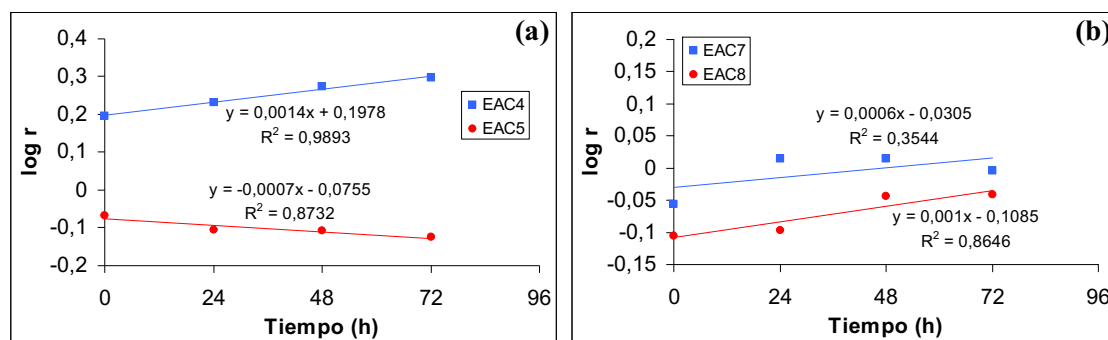 (a)
0,4
0,3
0,2
0,1
0
-0,1
-0,2
log r
y = 0,0014x + 0,1978
R² = 0,9893
EAC4
EAC5
y = -0,0007x - 0,0755
R² = 0,8732
0 24 48 72 96
Tiempo (h)
(b)
0,2
0,15
0,1
0,05
0
-0,05
-0,1
-0,15
log r
EAC7
EAC8
y = 0,0006x - 0,0305
R² = 0,3544
y = 0,001x - 0,1085
R² = 0,8646
0 24 48 72 96
Tiempo (h)